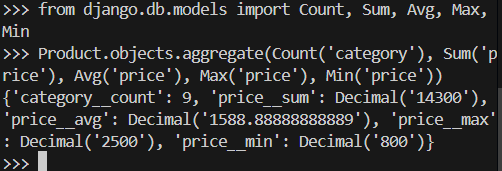 >>> from django.db.models import Count, Sum, Avg, Max,
Min
>>> Product.objects.aggregate(Count('category'), Sum('p
rice'), Avg('price'), Max('price'), Min('price'))
{'category__count': 9, 'price__sum': Decimal('14300'),
'price__avg': Decimal('1588.88888888889'), 'price__max'
: Decimal('2500'), 'price__min': Decimal('800')}
>>>